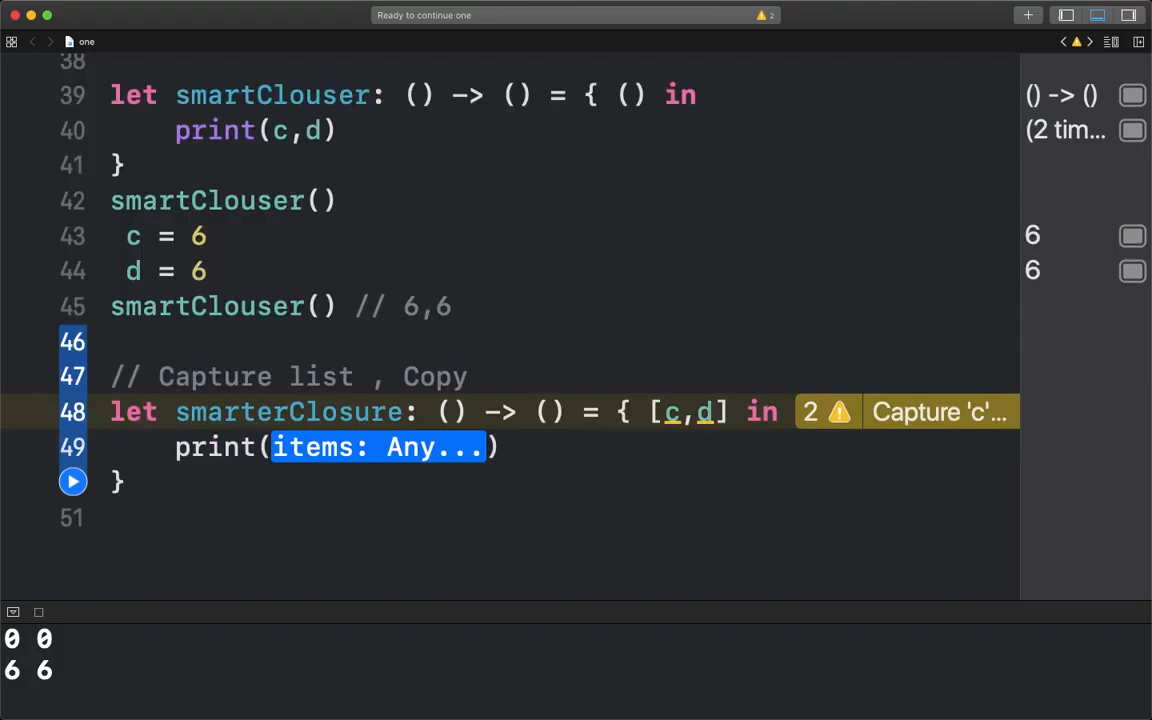 Ready to continue one
2
one
38
39 let smartClouser: () -> () = { () in
() -> ()
40 print(c,d)
(2 tim...
41 }
42 smartClouser()
43 c = 6
6
44 d = 6
6
45 smartClouser() // 6,6
46
47 // Capture list , Copy
48 let smarterClosure: () -> () = { [c,d] in
2 Capture 'c'...
49 print(items: Any...)
}
51
0 0
6 6